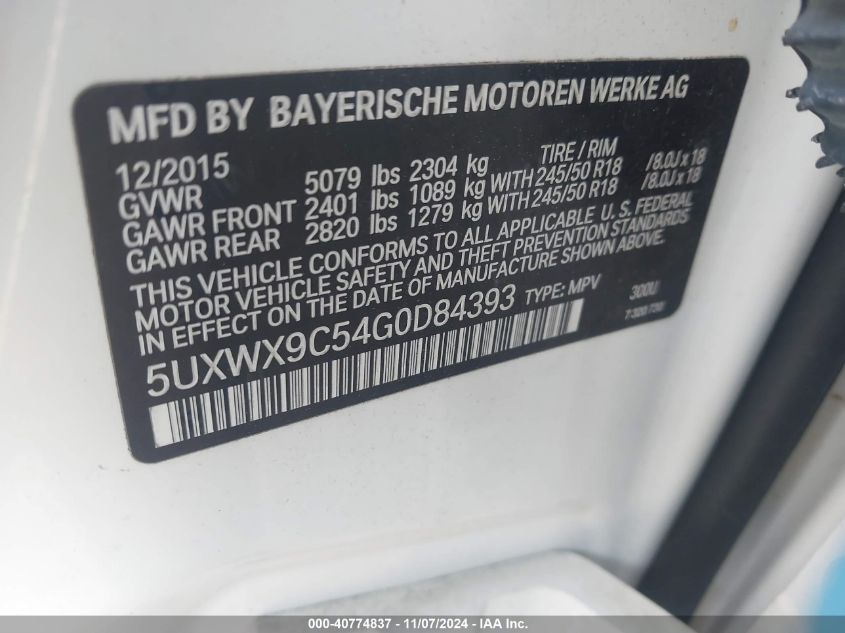 MFD BY BAYERISCHE MOTOREN WERKE AG
12/2015 TIRE / RIM
GVWR 5079 lbs 2304 kg
GAWR FRONT 2401 lbs 1089 kg WITH 245/50 R18 /8.0J x 18
GAWR REAR 2820 lbs 1279 kg WITH 245/50 R18 /8.0J x 18
THIS VEHICLE CONFORMS TO ALL APPLICABLE U. S. FEDERAL
MOTOR VEHICLE SAFETY AND THEFT PREVENTION STANDARDS
IN EFFECT ON THE DATE OF MANUFACTURE SHOWN ABOVE.
5UXWX9C54G0D84393 TYPE: MPV 300U
7 320 730
000-40774837 - 11/07/2024 - IAA Inc.